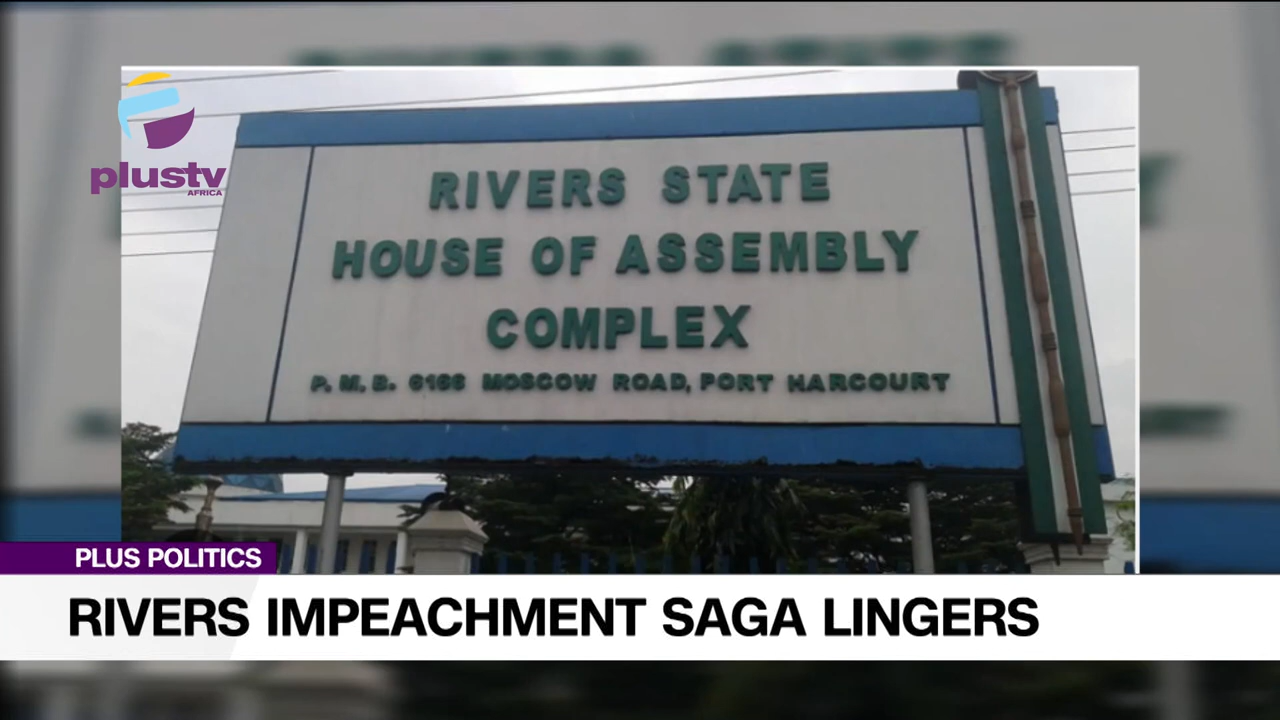 plustv
AFRICA
RIVERS STATE
HOUSE OF ASSEMBLY
COMPLEX
P. M. B. 6166 MOSCOW ROAD, PORT HARCOURT
PLUS POLITICS
RIVERS IMPEACHMENT SAGA LINGERS